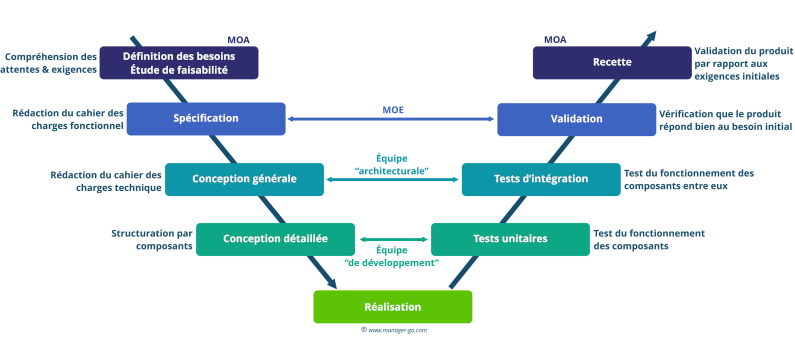 MOA
MOA
Compréhension des
attentes & exigences
Définition des besoins
Étude de faisabilité
Recette
Validation du produit
par rapport aux
exigences initiales
Rédaction du cahier des
charges fonctionnel
Spécification
MOE
Validation
Vérification que le produit
répond bien au besoin initial
Rédaction du cahier des
charges technique
Conception générale
Équipe
“architecturale”
Tests d’intégration
Test du fonctionnement des
composants entre eux
Structuration par
composants
Conception détaillée
Équipe
“de développement”
Tests unitaires
Test du fonctionnement
des composants
Réalisation
© www.manager-go.com